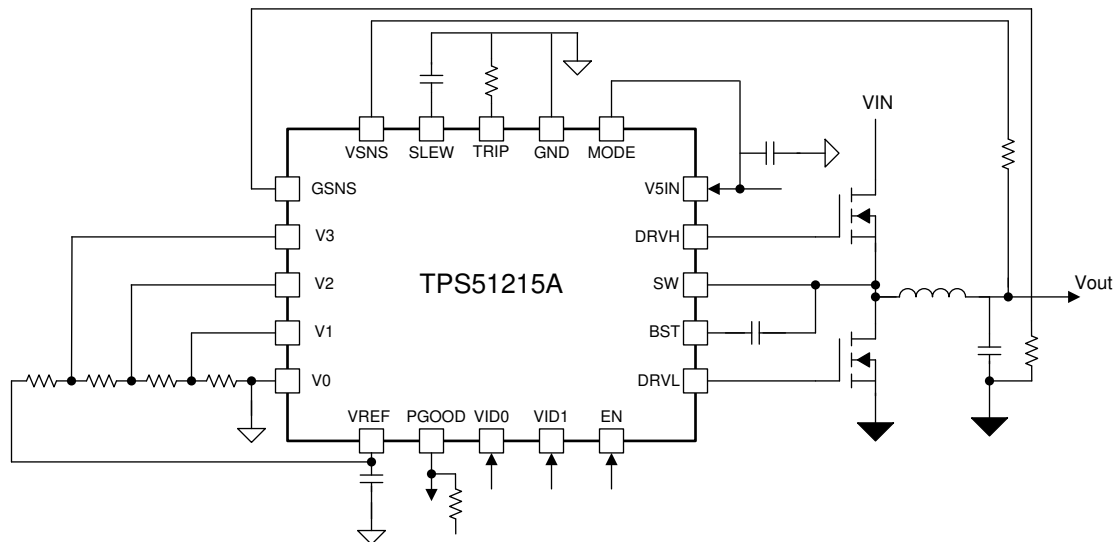 VIN
VSNS
SLEW
TRIP
GND
MODE
GSNS
V5IN
V3
DRVH
V2
TPS51215A
SW
Vout
V1
BST
V0
DRVL
VREF
PGOOD
VID0
VID1
EN